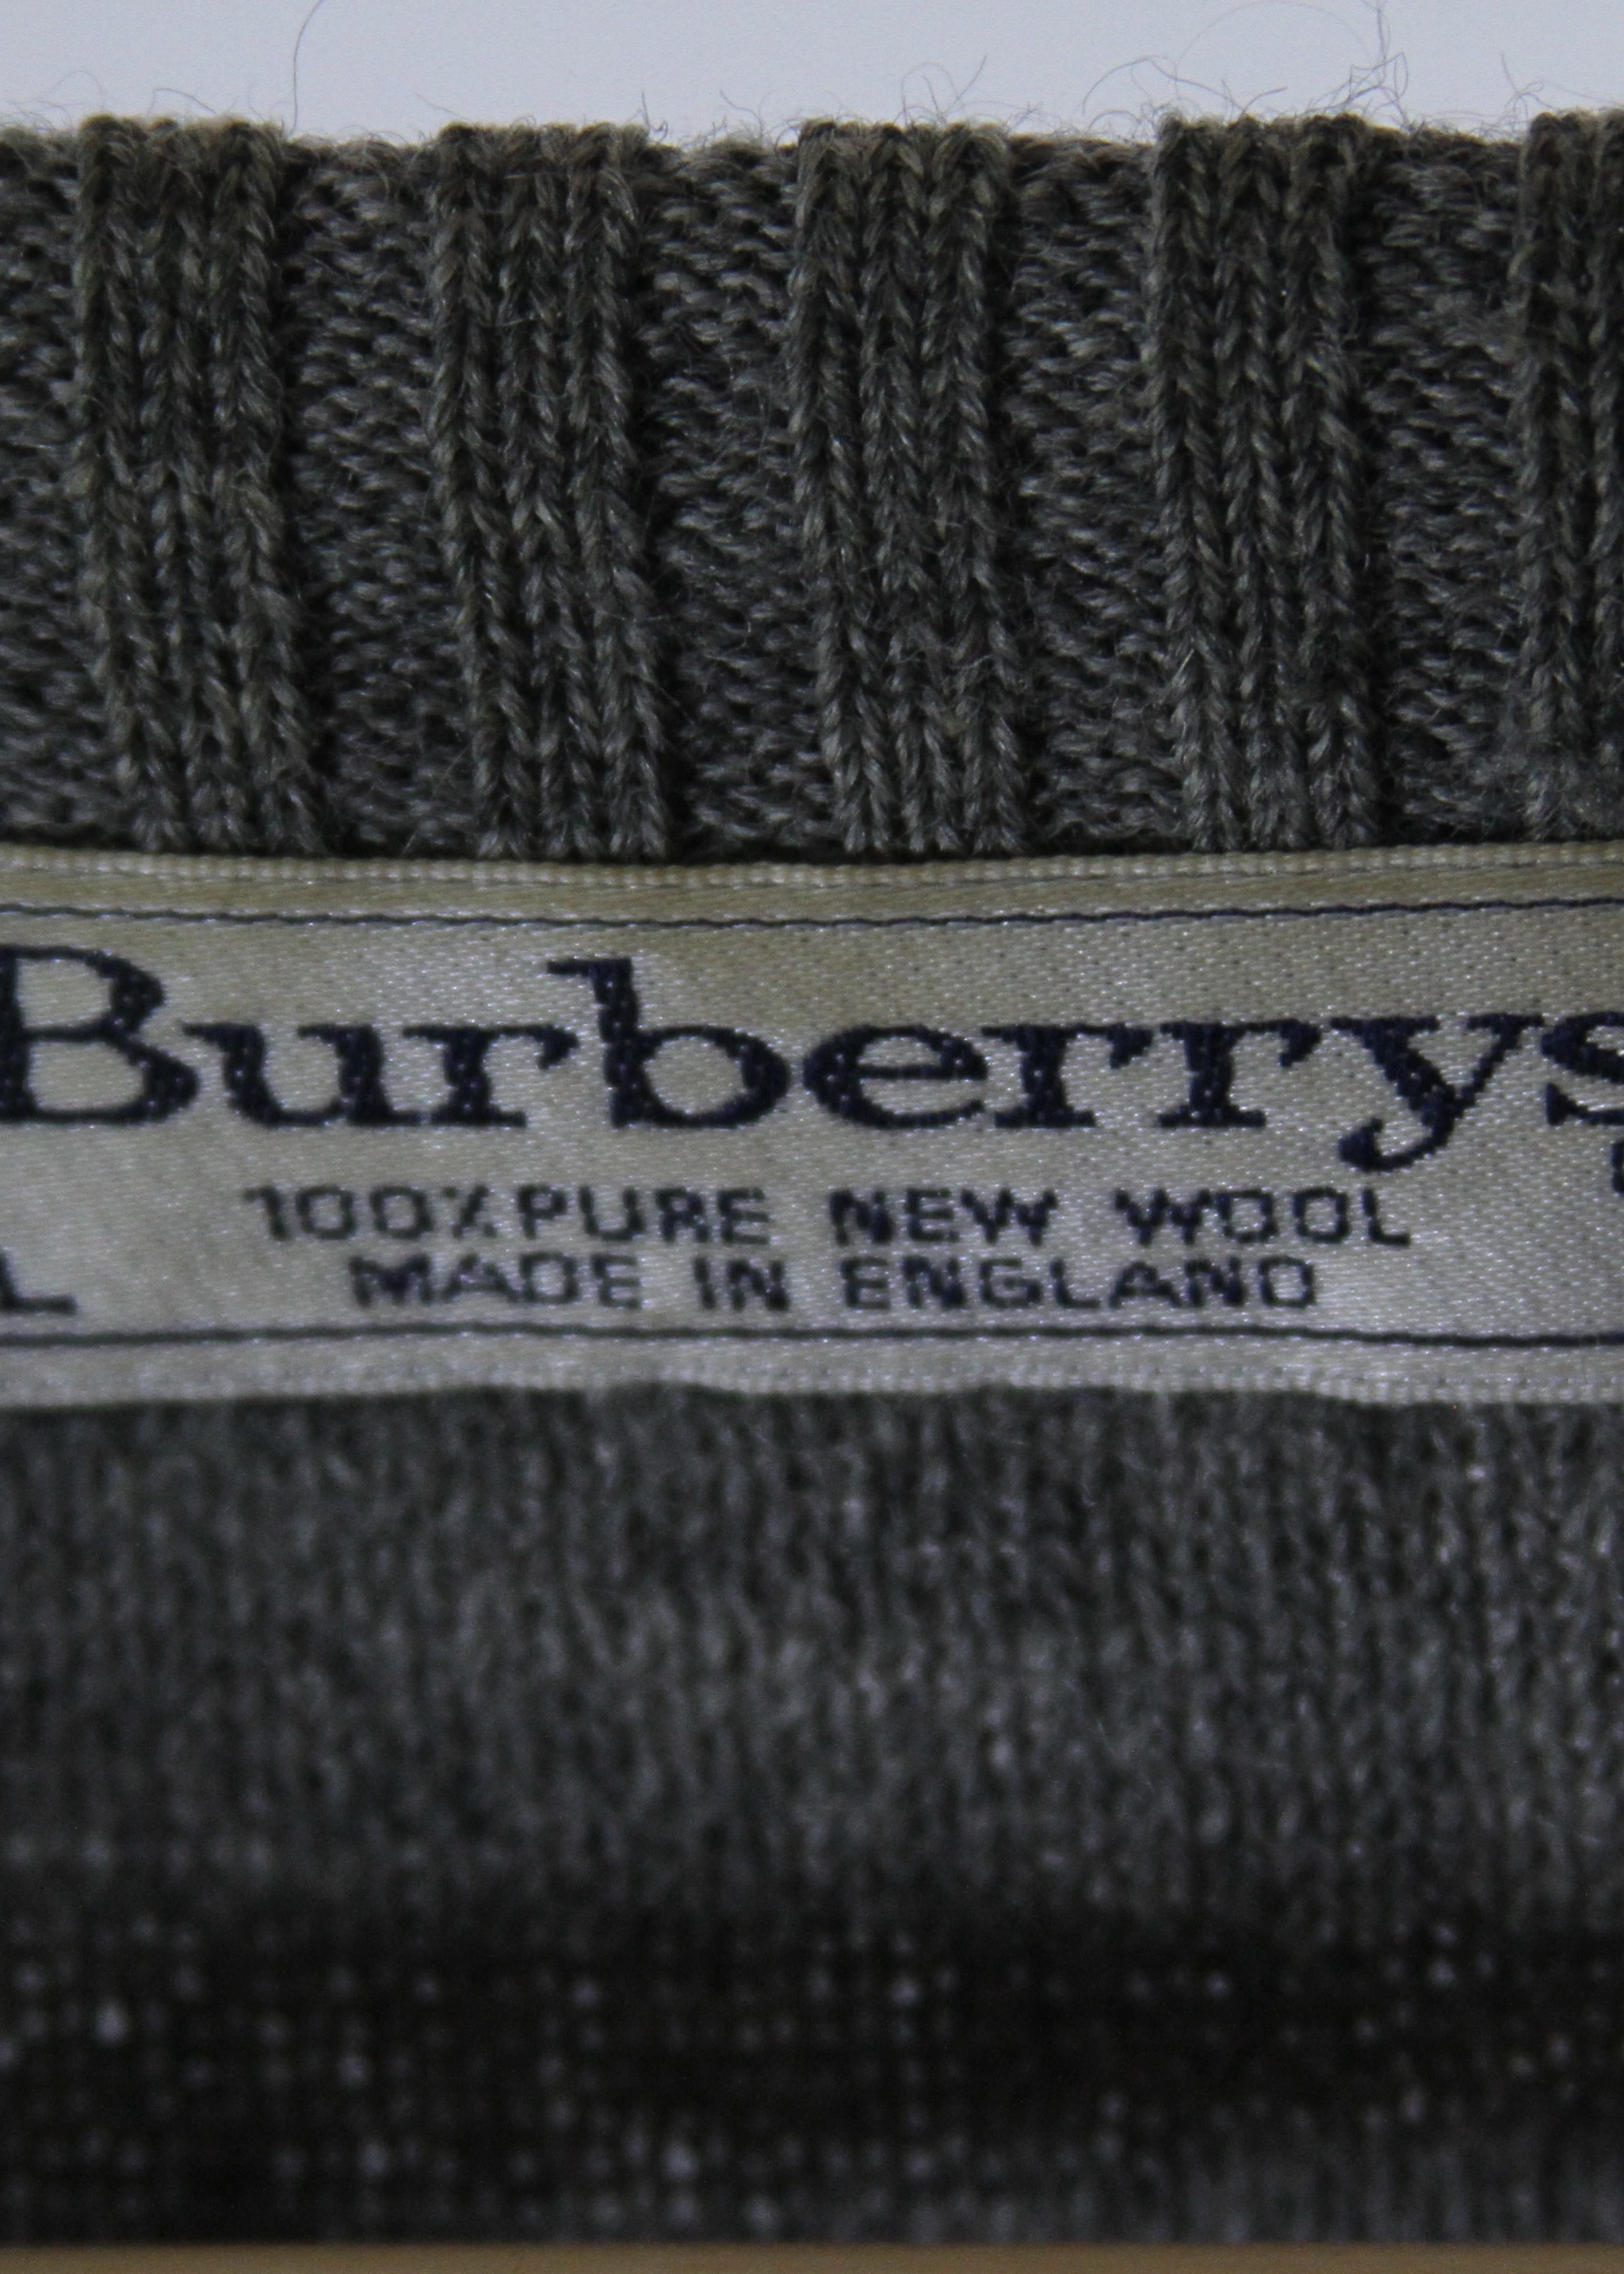 Burberrys
100% PURE NEW WOOL
L MADE IN ENGLAND